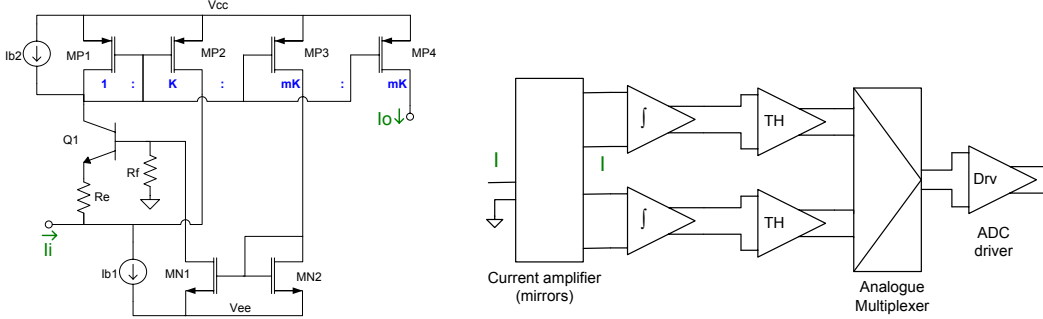 Vcc
Ib2
MP1
MP2
MP3
MP4
1 : K : mK : mK
Io
Q1
Rf
Re
Ii
Ib1
MN1
MN2
Vee
I
I
∫
TH
∫
TH
Drv
ADC
driver
Current amplifier
(mirrors)
Analogue
Multiplexer